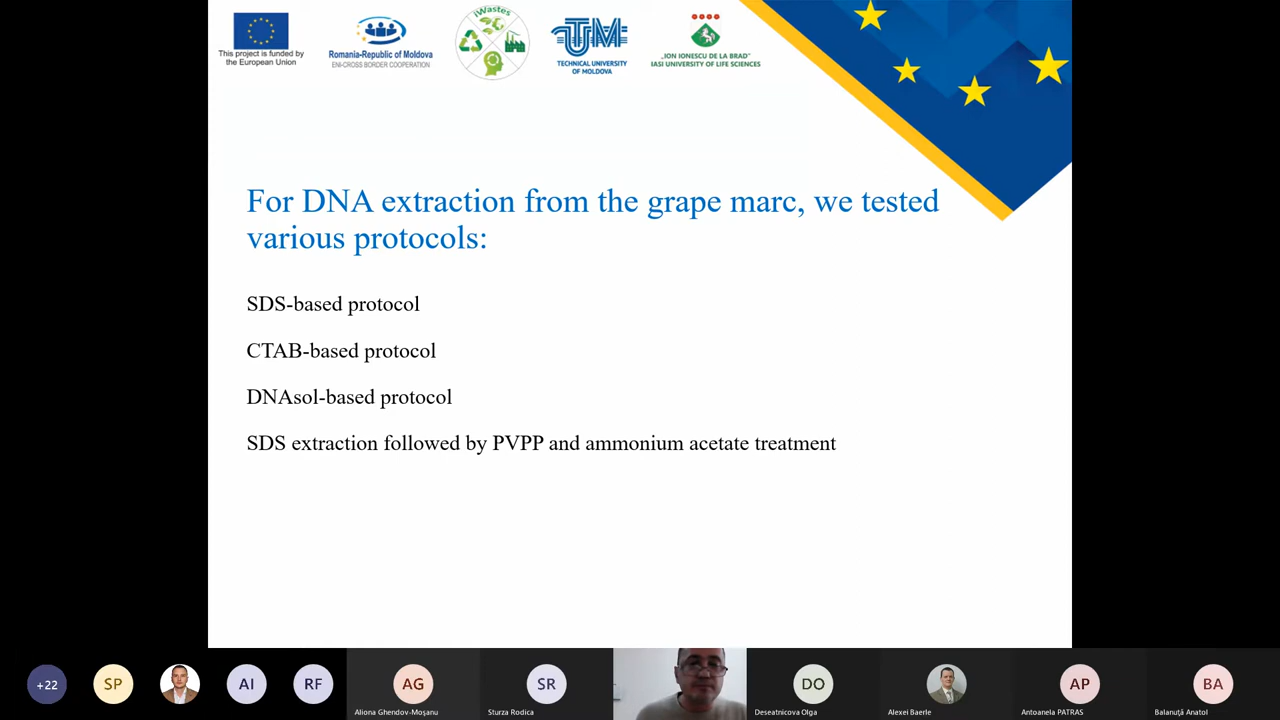 This project is funded by
the European Union
Romania-Republic of Moldova
ENI-CROSS BORDER COOPERATION
iWastes
UTM
TECHNICAL UNIVERSITY
OF MOLDOVA
„ION IONESCU DE LA BRAD”
IASI UNIVERSITY OF LIFE SCIENCES
For DNA extraction from the grape marc, we tested
various protocols:
SDS-based protocol
CTAB-based protocol
DNAsol-based protocol
SDS extraction followed by PVPP and ammonium acetate treatment
+22
SP
AI
RF
AG
SR
DO
AP
BA
Aliona Ghendov-Moşanu
Sturza Rodica
Deseatnicova Olga
Alexei Baerle
Antoanela PATRAS
Balanuţă Anatol